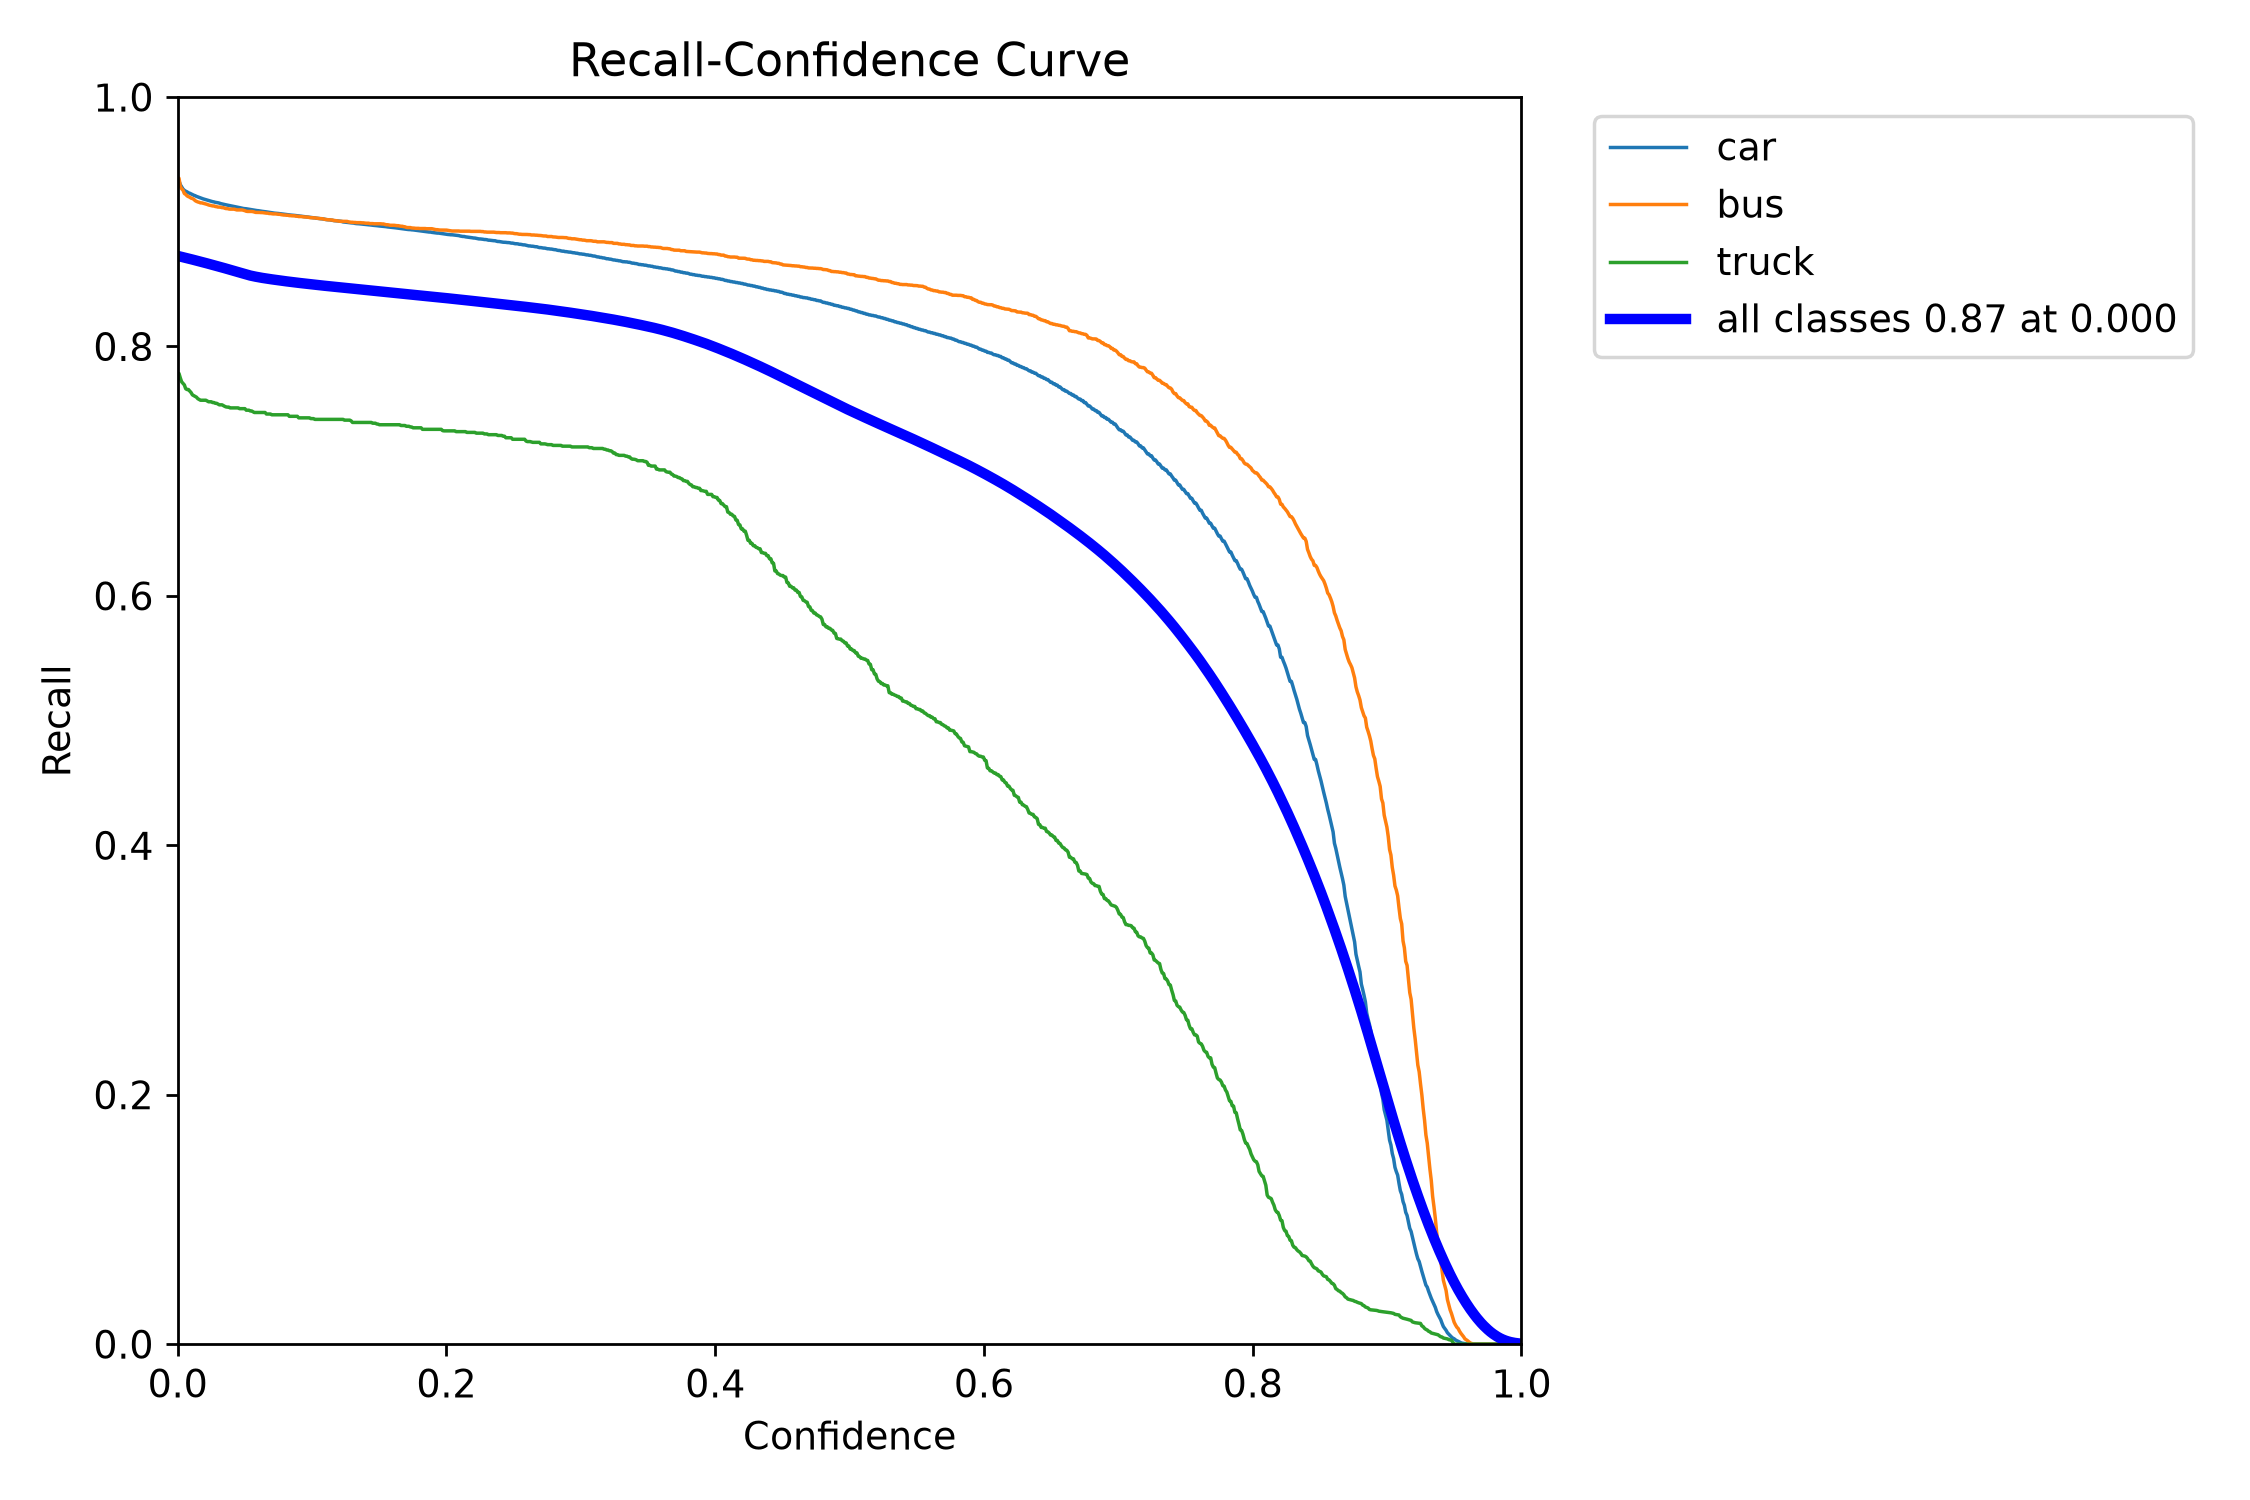 Recall-Confidence Curve
1.0
0.8
0.6
0.4
0.2
0.0
Recall
0.0 0.2 0.4 0.6 0.8 1.0
Confidence
car
bus
truck
all classes 0.87 at 0.000